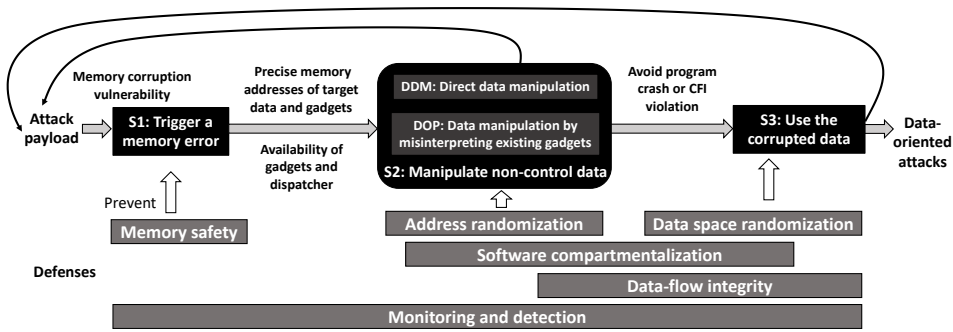 Memory corruption
vulnerability
Precise memory
addresses of target
data and gadgets
Availability of
gadgets and
dispatcher
Avoid program
crash or CFI
violation
Attack
payload
S1: Trigger a
memory error
DDM: Direct data manipulation
DOP: Data manipulation by
misinterpreting existing gadgets
S2: Manipulate non-control data
S3: Use the
corrupted data
Data-
oriented
attacks
Prevent
Memory safety
Address randomization
Data space randomization
Software compartmentalization
Defenses
Data-flow integrity
Monitoring and detection